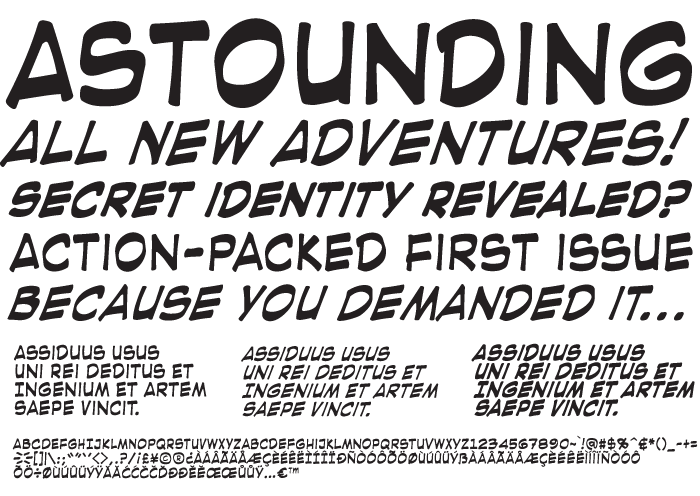 ASTOUNDING
ALL NEW ADVENTURES!
SECRET IDENTITY REVEALED?
ACTION-PACKED FIRST ISSUE
BECAUSE YOU DEMANDED IT...
ASSIDUUS USUS
UNI REI DEDITUS ET
INGENIUM ET ARTEM
SAEPE VINCIT.
ASSIDUUS USUS
UNI REI DEDITUS ET
INGENIUM ET ARTEM
SAEPE VINCIT.
ASSIDUUS USUS
UNI REI DEDITUS ET
INGENIUM ET ARTEM
SAEPE VINCIT.
ABCDEFGHIJKLMNOPQRSTUVWXYZABCDEFGHIJKLMNOPQRSTUVWXYZ1234567890~`!@#$%^&*()_-+=